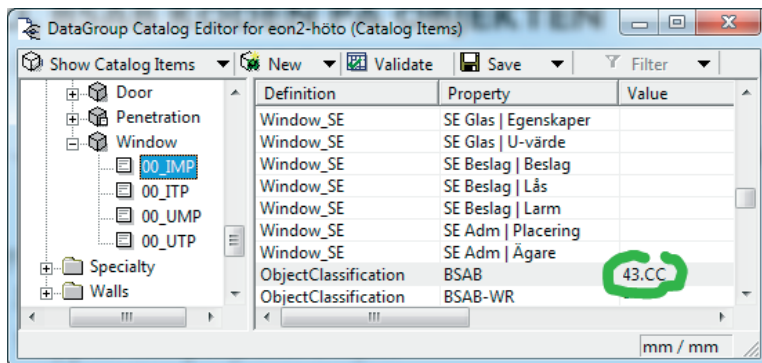 DataGroup Catalog Editor for eon2-höto (Catalog Items)
Show Catalog Items New Validate Save Filter
Door
Penetration
Window
00_IMP
00_ITP
00_UMP
00_UTP
Specialty
Walls
Definition Property Value
Window_SE SE Glas | Egenskaper
Window_SE SE Glas | U-värde
Window_SE SE Beslag | Beslag
Window_SE SE Beslag | Lås
Window_SE SE Beslag | Larm
Window_SE SE Adm | Placering
Window_SE SE Adm | Ägare
ObjectClassification BSAB 43.CC
ObjectClassification BSAB-WR
mm / mm